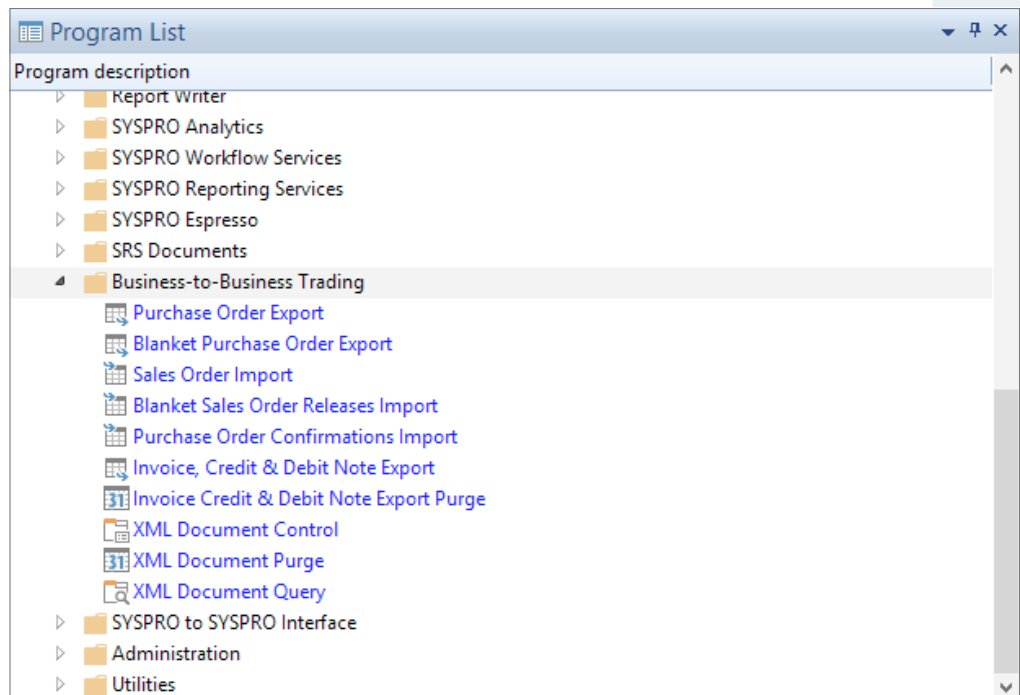 Program List
Program description
Report Writer
SYSPRO Analytics
SYSPRO Workflow Services
SYSPRO Reporting Services
SYSPRO Espresso
SRS Documents
Business-to-Business Trading
Purchase Order Export
Blanket Purchase Order Export
Sales Order Import
Blanket Sales Order Releases Import
Purchase Order Confirmations Import
Invoice, Credit & Debit Note Export
31 Invoice Credit & Debit Note Export Purge
XML Document Control
31 XML Document Purge
XML Document Query
SYSPRO to SYSPRO Interface
Administration
Utilities